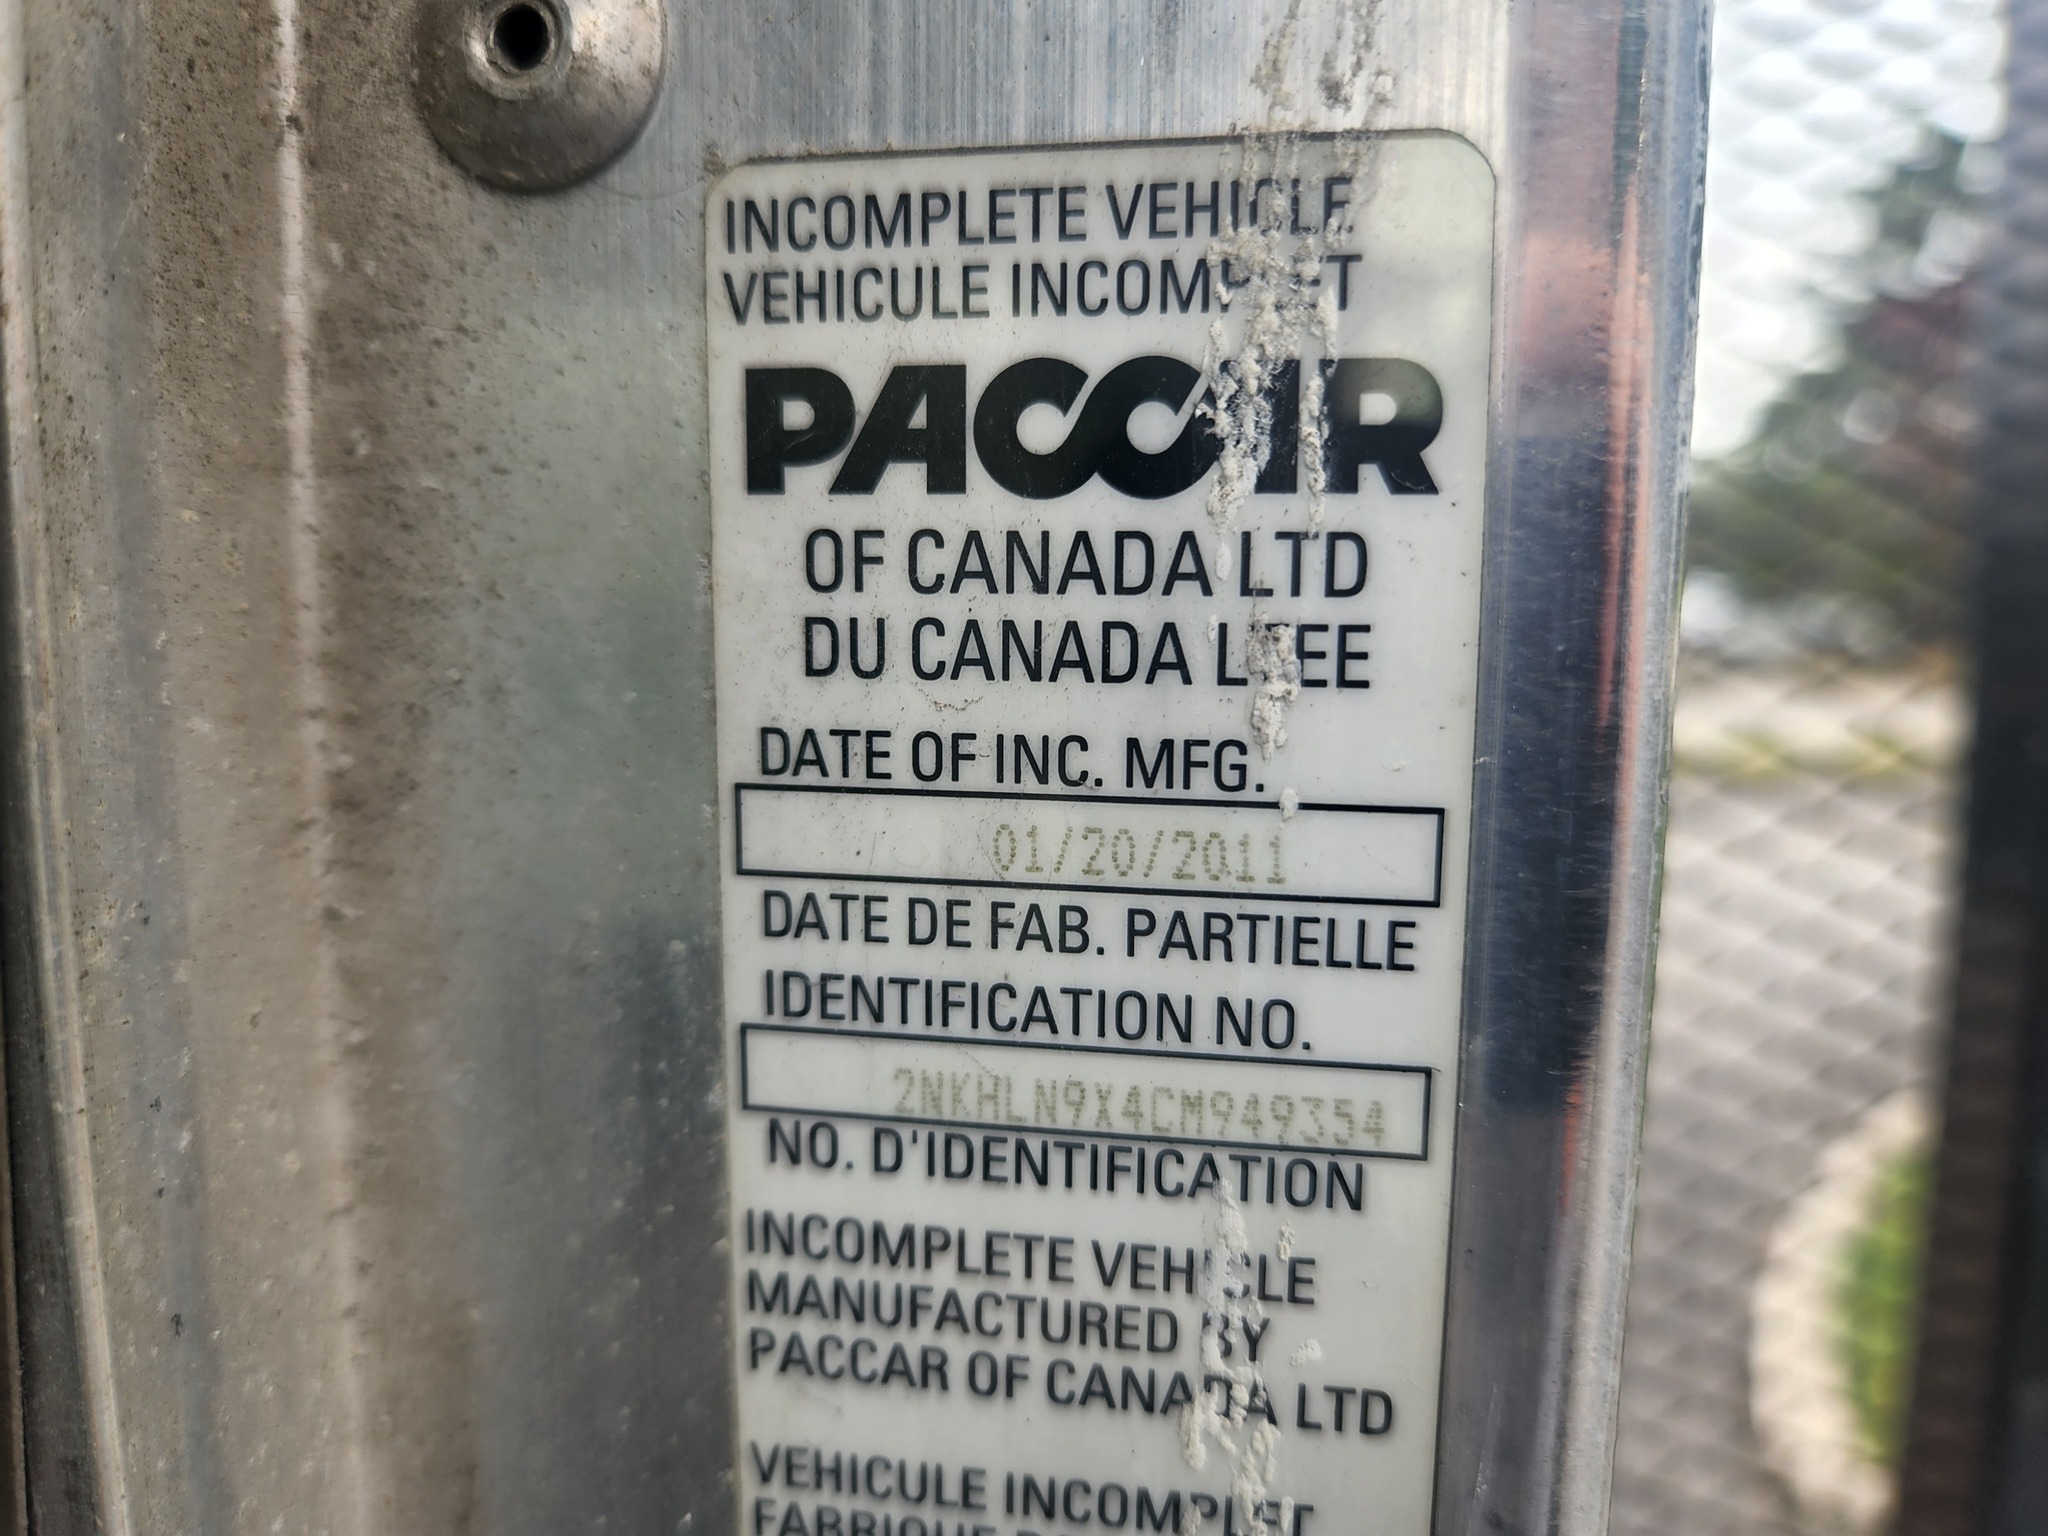 INCOMPLETE VEHICLE
VEHICULE INCOMPLET
PACCAR
OF CANADA LTD
DU CANADA LTEE
DATE OF INC. MFG.
01/20/2011
DATE DE FAB. PARTIELLE
IDENTIFICATION NO.
2NKHLN9X4CM949354
NO. D'IDENTIFICATION
INCOMPLETE VEHICLE
MANUFACTURED BY
PACCAR OF CANADA LTD
VEHICULE INCOMPLET